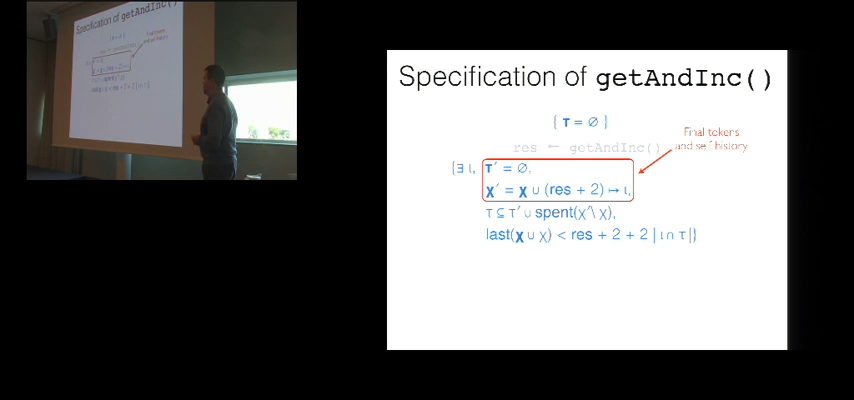 Specification of getAndInc()
{ τ = ∅ }
res ← getAndInc()
Final tokens
and self history
{∃ ι, τ′ = ∅,
χ′ = χ ∪ (res + 2) ↦ ι,
τ ⊆ τ′ ∪ spent(χ′\ χ),
last(χ ∪ χ) < res + 2 + 2 | ι ∩ τ |}